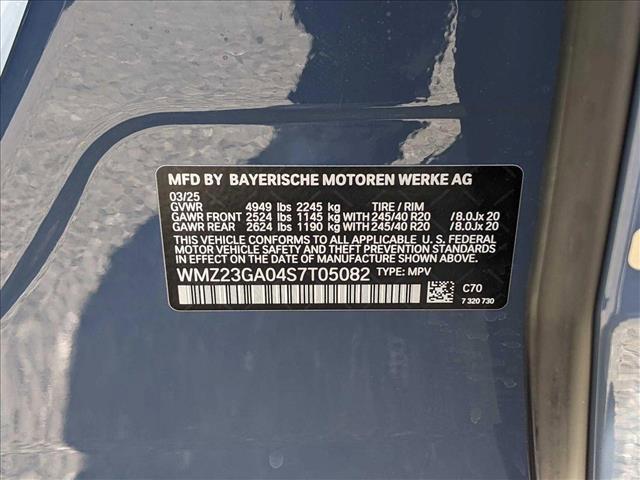 MFD BY BAYERISCHE MOTOREN WERKE AG
03/25
GVWR 4949 lbs 2245 kg TIRE / RIM
GAWR FRONT 2524 lbs 1145 kg WITH 245/40 R20 /8.0Jx 20
GAWR REAR 2624 lbs 1190 kg WITH 245/40 R20 /8.0Jx 20
THIS VEHICLE CONFORMS TO ALL APPLICABLE U. S. FEDERAL
MOTOR VEHICLE SAFETY, BUMPER, AND THEFT PREVENTION STANDARDS
IN EFFECT ON THE DATE OF MANUFACTURE SHOWN ABOVE.
WMZ23GA04S7T05082 TYPE: MPV
C70
7 320 730